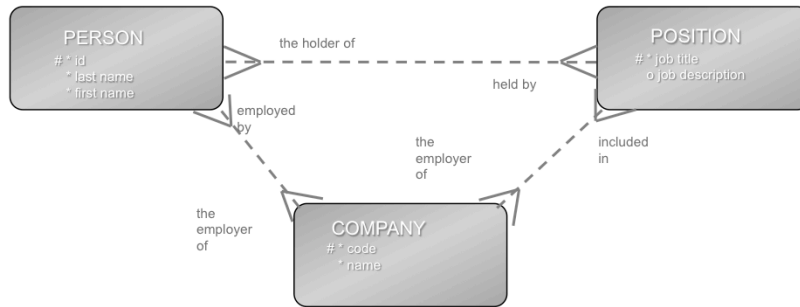 PERSON
# * id
* last name
* first name
the holder of
held by
POSITION
# * job title
o job description
employed
by
the
employer
of
included
in
the
employer
of
COMPANY
# * code
* name